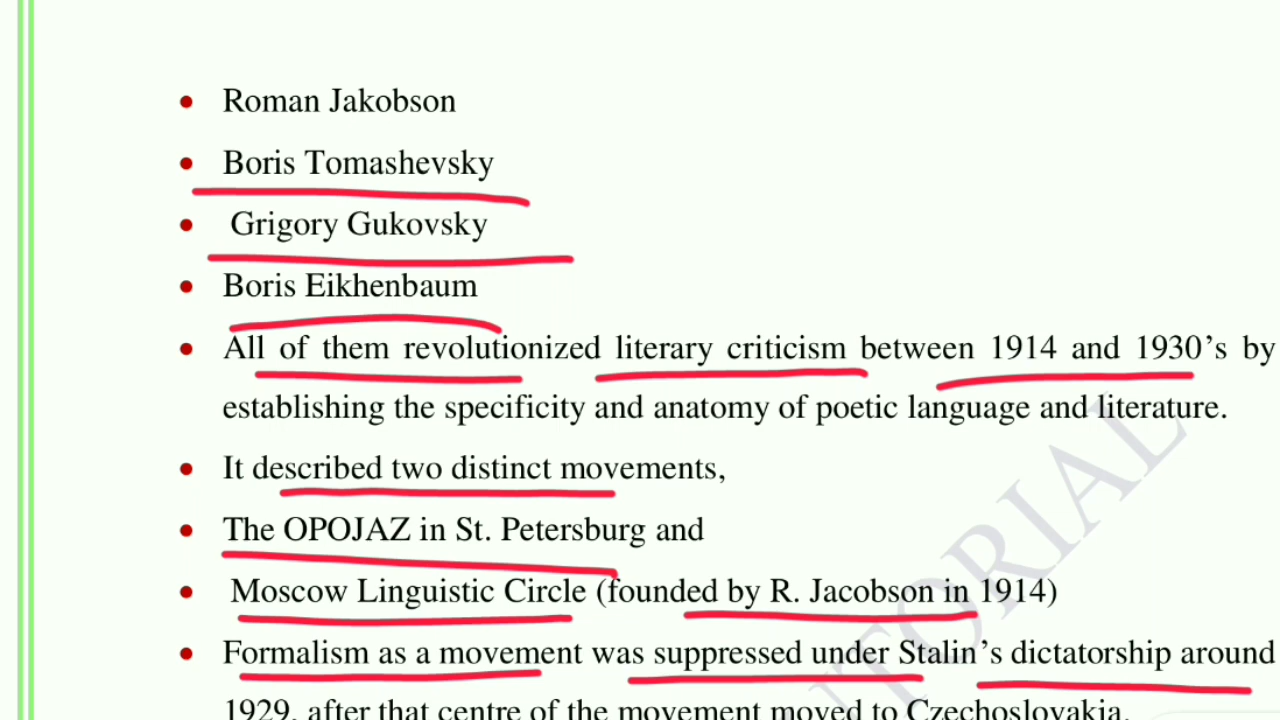 Roman Jakobson
Boris Tomashevsky
Grigory Gukovsky
Boris Eikhenbaum
All of them revolutionized literary criticism between 1914 and 1930's by
establishing the specificity and anatomy of poetic language and literature.
It described two distinct movements,
The OPOJAZ in St. Petersburg and
Moscow Linguistic Circle (founded by R. Jacobson in 1914)
Formalism as a movement was suppressed under Stalin's dictatorship around
1929, after that centre of the movement moved to Czechoslovakia.